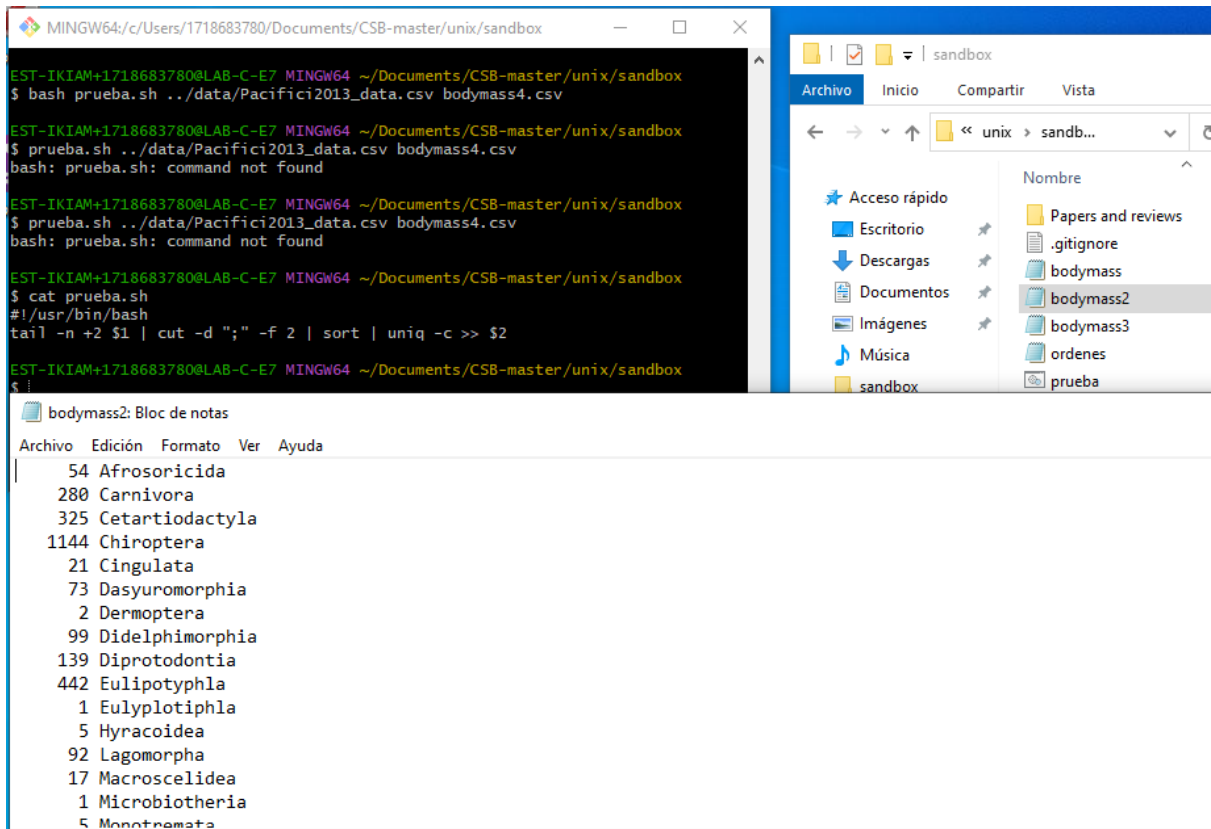 MINGW64:/c/Users/1718683780/Documents/CSB-master/unix/sandbox
EST-IKIAM+1718683780@LAB-C-E7 MINGW64 ~/Documents/CSB-master/unix/sandbox
$ bash prueba.sh ../data/Pacifici2013_data.csv bodymass4.csv
EST-IKIAM+1718683780@LAB-C-E7 MINGW64 ~/Documents/CSB-master/unix/sandbox
$ prueba.sh ../data/Pacifici2013_data.csv bodymass4.csv
bash: prueba.sh: command not found
EST-IKIAM+1718683780@LAB-C-E7 MINGW64 ~/Documents/CSB-master/unix/sandbox
$ prueba.sh ../data/Pacifici2013_data.csv bodymass4.csv
bash: prueba.sh: command not found
EST-IKIAM+1718683780@LAB-C-E7 MINGW64 ~/Documents/CSB-master/unix/sandbox
$ cat prueba.sh
#!/usr/bin/bash
tail -n +2 $1 | cut -d ";" -f 2 | sort | uniq -c >> $2
EST-IKIAM+1718683780@LAB-C-E7 MINGW64 ~/Documents/CSB-master/unix/sandbox
$
sandbox
Archivo Inicio Compartir Vista
« unix > sandb...
Nombre
Acceso rápido
Escritorio
Descargas
Documentos
Imágenes
Música
sandbox
Papers and reviews
.gitignore
bodymass
bodymass2
bodymass3
ordenes
prueba
bodymass2: Bloc de notas
Archivo Edición Formato Ver Ayuda
54 Afrosoricida
280 Carnivora
325 Cetartiodactyla
1144 Chiroptera
21 Cingulata
73 Dasyuromorphia
2 Dermoptera
99 Didelphimorphia
139 Diprotodontia
442 Eulipotyphla
1 Eulyplotiphla
5 Hyracoidea
92 Lagomorpha
17 Macroscelidea
1 Microbiotheria
5 Monotremata